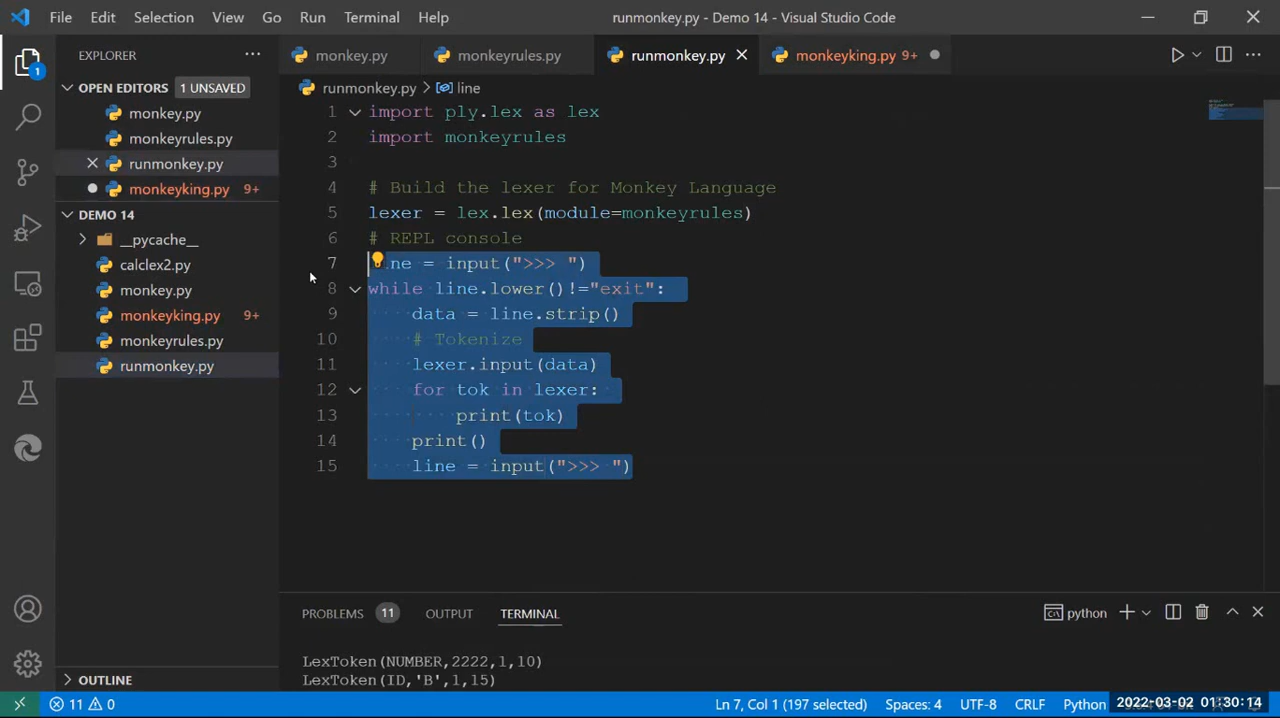 File Edit Selection View Go Run Terminal Help runmonkey.py - Demo 14 - Visual Studio Code
EXPLORER
monkey.py monkeyrules.py runmonkey.py monkeyking.py 9+
OPEN EDITORS 1 UNSAVED
monkey.py
monkeyrules.py
runmonkey.py
monkeyking.py 9+
DEMO 14
__pycache__
calclex2.py
monkey.py
monkeyking.py 9+
monkeyrules.py
runmonkey.py
OUTLINE
1
runmonkey.py > line
1 import ply.lex as lex
2 import monkeyrules
3
4 # Build the lexer for Monkey Language
5 lexer = lex.lex(module=monkeyrules)
6 # REPL console
7 ne = input(">>> ")
8 while line.lower()!="exit":
9 data = line.strip()
10 # Tokenize
11 lexer.input(data)
12 for tok in lexer:
13 print(tok)
14 print()
15 line = input(">>> ")
PROBLEMS 11 OUTPUT TERMINAL python
LexToken(NUMBER,2222,1,10)
LexToken(ID,'B',1,15)
11 0 Ln 7, Col 1 (197 selected) Spaces: 4 UTF-8 CRLF Python 2022-03-02 01:30:14